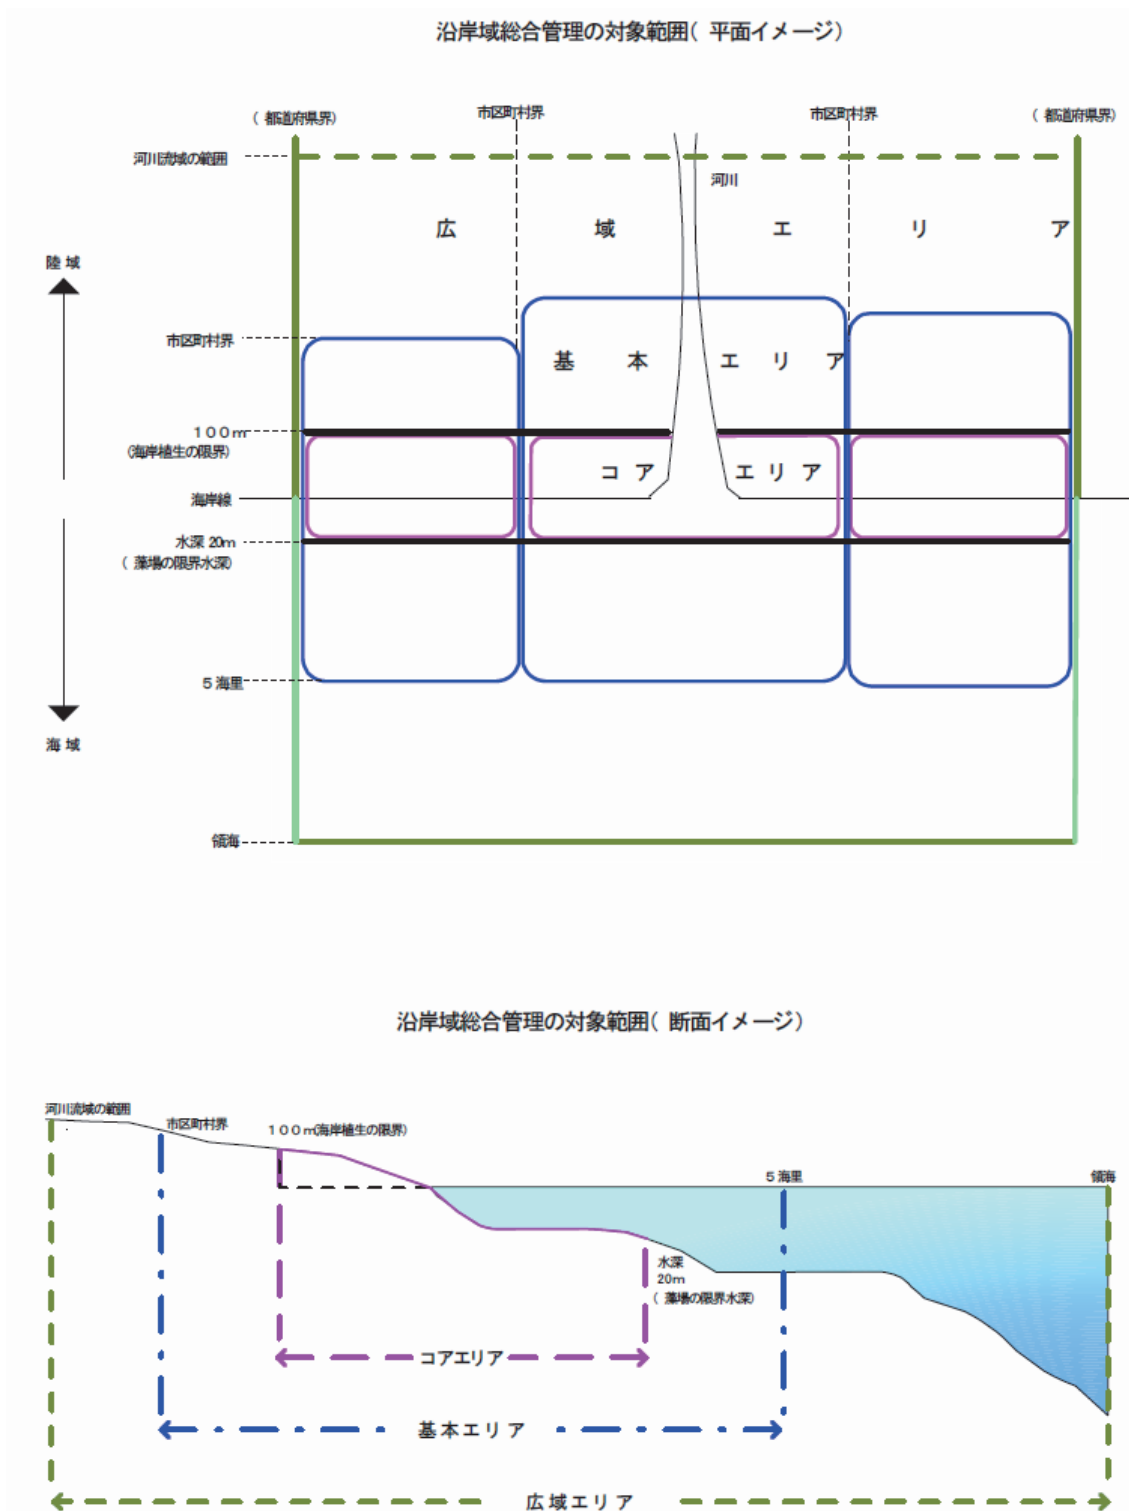 沿岸域総合管理の対象範囲( 平面イメージ)
( 都道府県界)
市区町村界
市区町村界
( 都道府県界)
河川流域の範囲
河川
広域エリア
陸域
市区町村界
基本エリア
100m
(海岸植生の限界)
コアエリア
海岸線
水深20m
( 藻場の限界水深)
5海里
海域
領海
沿岸域総合管理の対象範囲( 断面イメージ)
河川流域の範囲
市区町村界
100m(海岸植生の限界)
5海里
領海
水深
20m
( 藻場の限界水深)
コアエリア
基本エリア
広域エリア